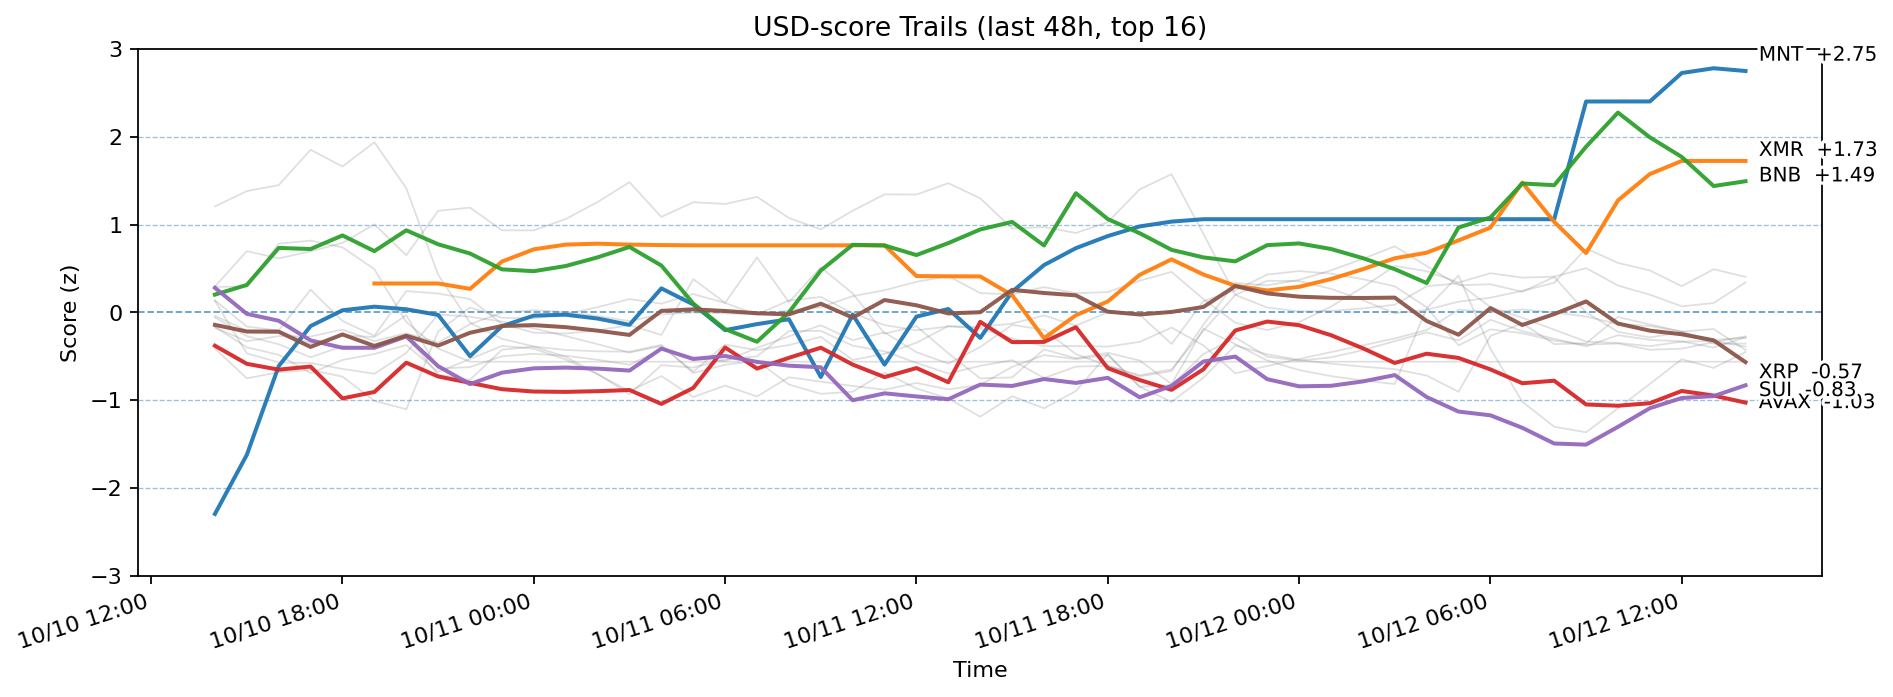 USD-score Trails (last 48h, top 16)
3
2
1
0
−1
−2
−3
Score (z)
MNT +2.75
XMR +1.73
BNB +1.49
XRP -0.57
SUI -0.83
AVAX -1.03
10/10 12:00
10/10 18:00
10/11 00:00
10/11 06:00
10/11 12:00
10/11 18:00
10/12 00:00
10/12 06:00
10/12 12:00
Time